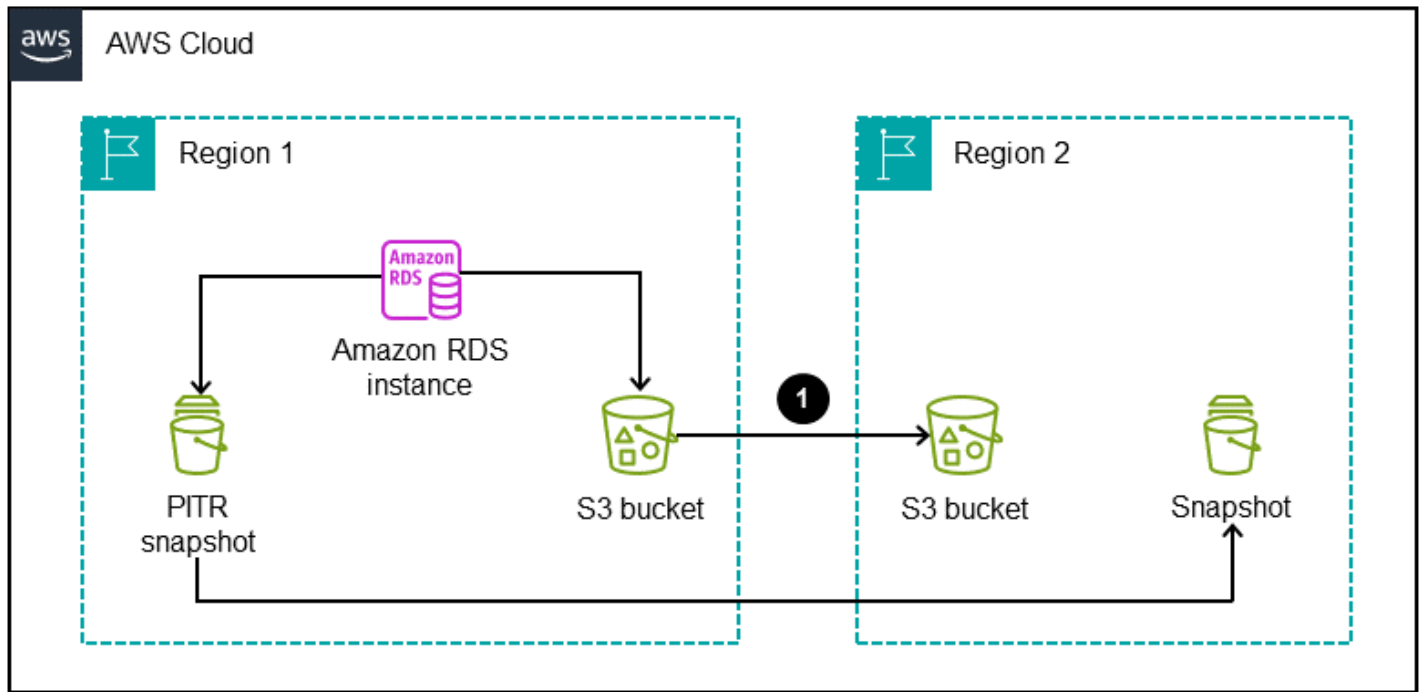 aws
AWS Cloud
Region 1
Region 2
Amazon
RDS
Amazon RDS
instance
1
PITR
snapshot
S3 bucket
S3 bucket
Snapshot